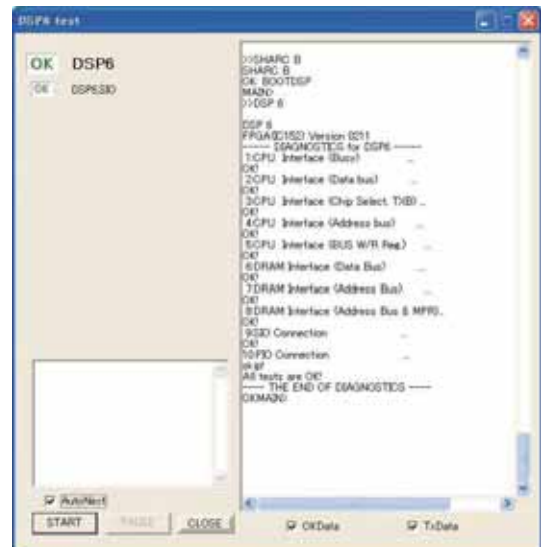 DSP6 test
OK DSP6
OK DSP6SIO
>>SHARC B
SHARC B
OK BOOTDSP
MAIN>
>>DSP 6
DSP 6
FPGA(IC152) Version 0211
----- DIAGNOSTICS for DSP6 -----
1:CPU Interface (Busy) ...
OK!
2:CPU Interface (Data bus) ...
OK!
3:CPU Interface (Chip Select, TXB) ...
OK!
4:CPU Interface (Address bus) ...
OK!
5:CPU Interface (BUS W/R Reg.) ...
OK!
6:DRAM Interface (Data Bus) ...
OK!
7:DRAM Interface (Address Bus) ...
OK!
8:DRAM Interface (Address Bus & MPR)...
OK!
9:SIO Connection ...
OK!
10:PIO Connection ...
All tests are OK!
----- THE END OF DIAGNOSTICS -----
OKMAIN>
AutoNext
START PAUSE CLOSE
OKData TxData